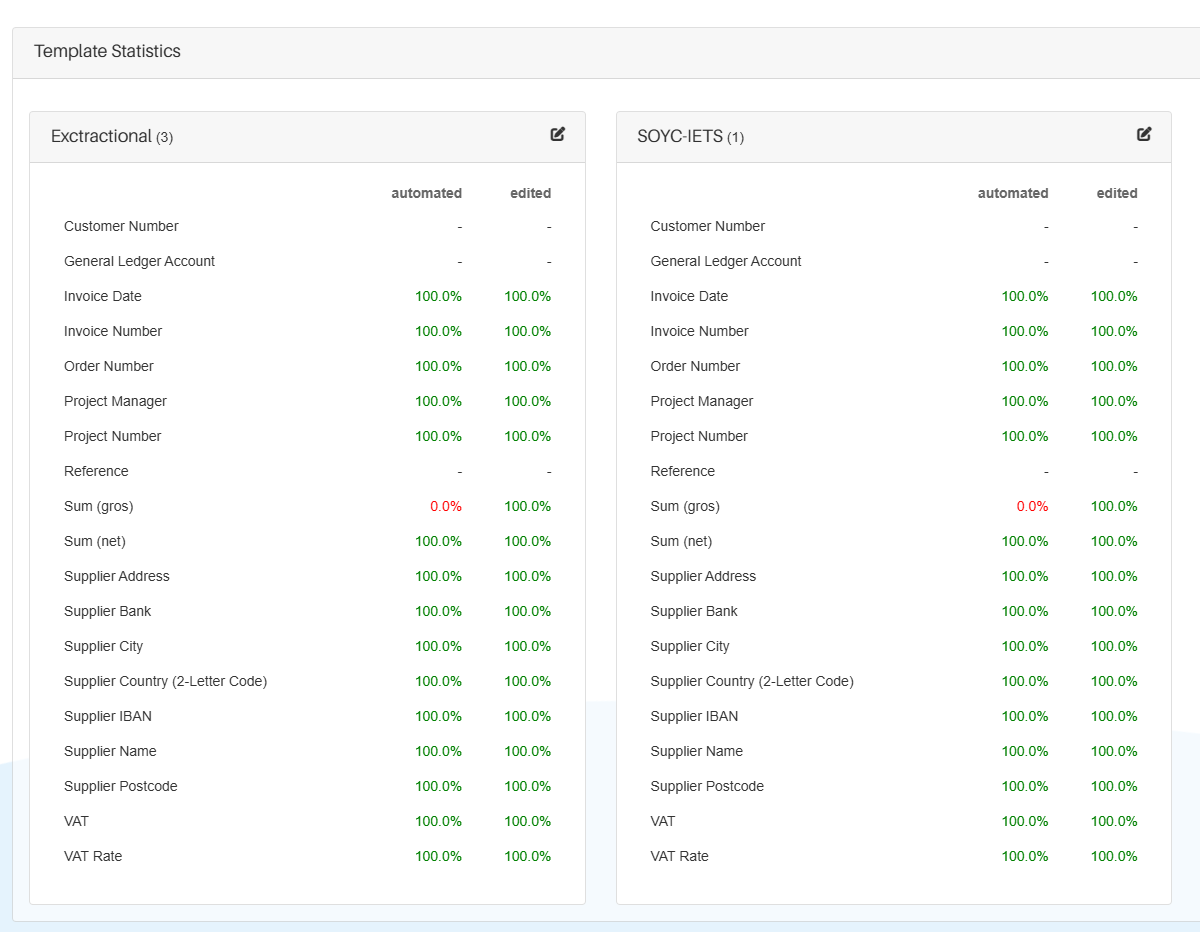 Template Statistics
Exctractional (3)
automated edited
Customer Number - -
General Ledger Account - -
Invoice Date 100.0% 100.0%
Invoice Number 100.0% 100.0%
Order Number 100.0% 100.0%
Project Manager 100.0% 100.0%
Project Number 100.0% 100.0%
Reference - -
Sum (gros) 0.0% 100.0%
Sum (net) 100.0% 100.0%
Supplier Address 100.0% 100.0%
Supplier Bank 100.0% 100.0%
Supplier City 100.0% 100.0%
Supplier Country (2-Letter Code) 100.0% 100.0%
Supplier IBAN 100.0% 100.0%
Supplier Name 100.0% 100.0%
Supplier Postcode 100.0% 100.0%
VAT 100.0% 100.0%
VAT Rate 100.0% 100.0%
SOYC-IETS (1)
automated edited
Customer Number - -
General Ledger Account - -
Invoice Date 100.0% 100.0%
Invoice Number 100.0% 100.0%
Order Number 100.0% 100.0%
Project Manager 100.0% 100.0%
Project Number 100.0% 100.0%
Reference - -
Sum (gros) 0.0% 100.0%
Sum (net) 100.0% 100.0%
Supplier Address 100.0% 100.0%
Supplier Bank 100.0% 100.0%
Supplier City 100.0% 100.0%
Supplier Country (2-Letter Code) 100.0% 100.0%
Supplier IBAN 100.0% 100.0%
Supplier Name 100.0% 100.0%
Supplier Postcode 100.0% 100.0%
VAT 100.0% 100.0%
VAT Rate 100.0% 100.0%